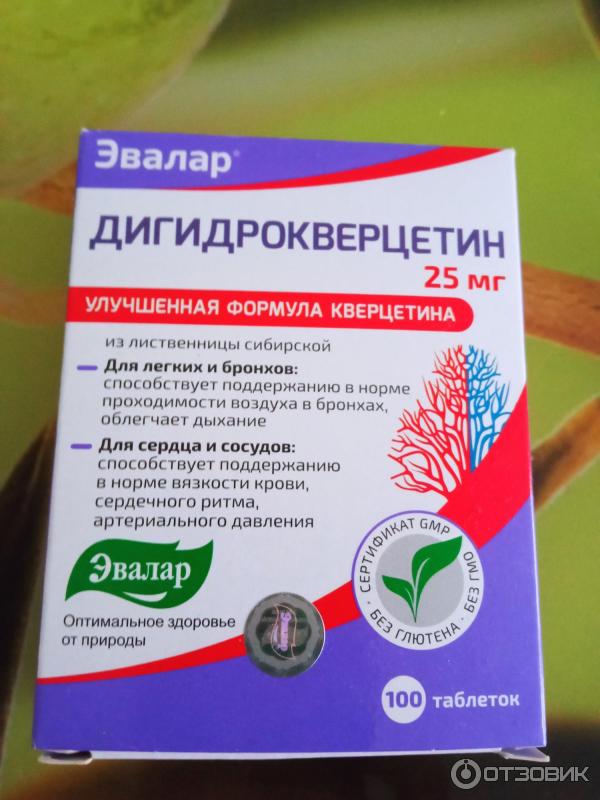 Эвалар®
ДИГИДРОКВЕРЦЕТИН
25 мг
УЛУЧШЕННАЯ ФОРМУЛА КВЕРЦЕТИНА
из лиственницы сибирской
Для легких и бронхов:
способствует поддержанию в норме
проходимости воздуха в бронхах,
облегчает дыхание
Для сердца и сосудов:
способствует поддержанию
в норме вязкости крови,
сердечного ритма,
артериального давления
Эвалар
Оптимальное здоровье
от природы
· СЕРТИФИКАТ GMP · БЕЗ ГЛЮТЕНА · БЕЗ ГМО
100 таблеток
ОТЗОВИК